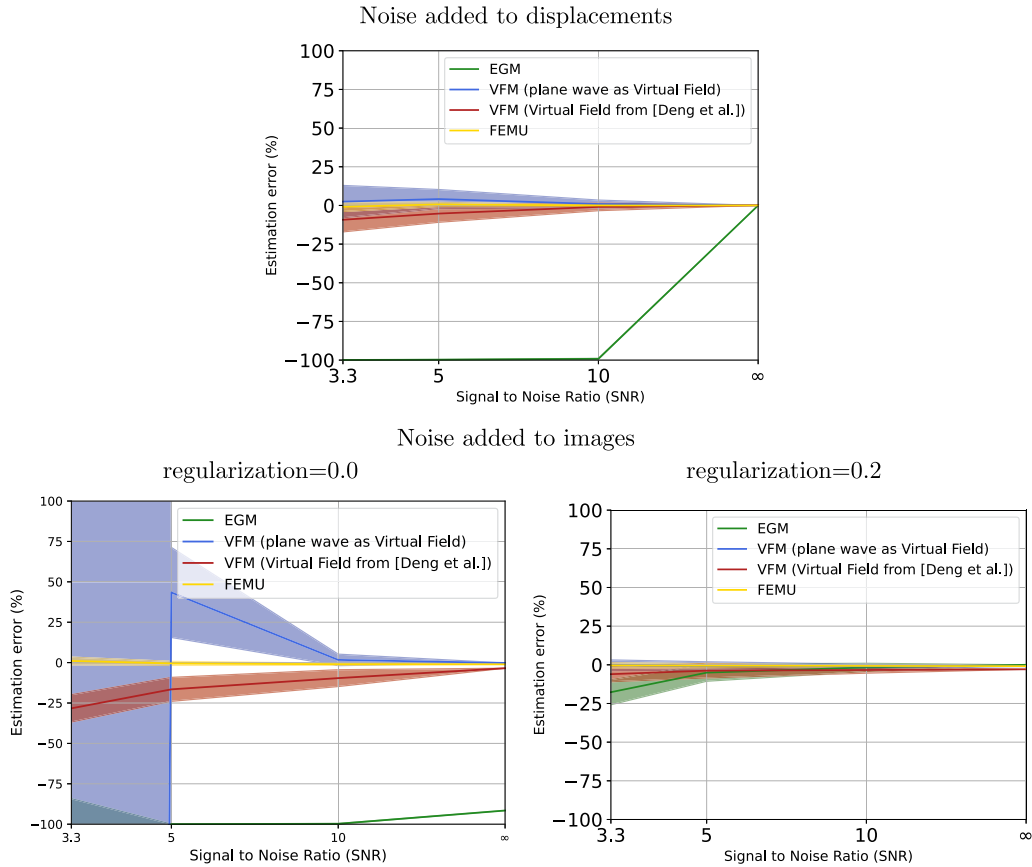 Noise added to displacements
100
75
50
25
0
−25
−50
−75
−100
Estimation error (%)
EGM
VFM (plane wave as Virtual Field)
VFM (Virtual Field from [Deng et al.])
FEMU
3.3 5 10 ∞
Signal to Noise Ratio (SNR)
Noise added to images
regularization=0.0
100
75
50
25
0
−25
−50
−75
−100
Estimation error (%)
EGM
VFM (plane wave as Virtual Field)
VFM (Virtual Field from [Deng et al.])
FEMU
3.3 5 10 ∞
Signal to Noise Ratio (SNR)
regularization=0.2
100
75
50
25
0
−25
−50
−75
−100
Estimation error (%)
EGM
VFM (plane wave as Virtual Field)
VFM (Virtual Field from [Deng et al.])
FEMU
3.3 5 10 ∞
Signal to Noise Ratio (SNR)